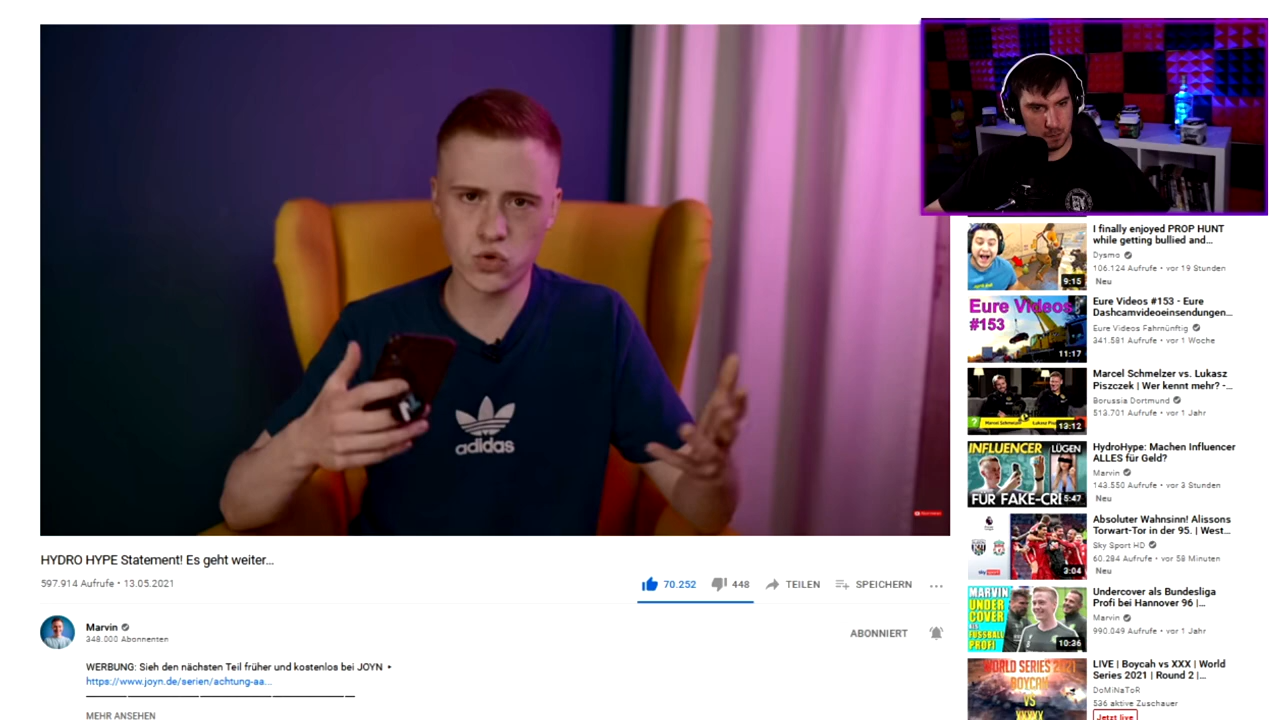 adidas
HYDRO HYPE Statement! Es geht weiter...
597.914 Aufrufe • 13.05.2021
70.252
448
TEILEN
SPEICHERN
Marvin
348.000 Abonnenten
ABONNIERT
WERBUNG: Sieh den nächsten Teil früher und kostenlos bei JOYN
https://www.joyn.de/serien/achtung-aa...
MEHR ANSEHEN
9:15
I finally enjoyed PROP HUNT
while getting bullied and...
Dysmo
106.124 Aufrufe • vor 19 Stunden
Neu
Eure Videos
#153
11:17
Eure Videos #153 - Eure
Dashcamvideoeinsendungen...
Eure Videos Fahrnünftig
341.581 Aufrufe • vor 1 Woche
13:12
Marcel Schmelzer vs. Lukasz
Piszczek | Wer kennt mehr? -...
Borussia Dortmund
513.701 Aufrufe • vor 1 Jahr
INFLUENCER LÜGEN
FÜR FAKE-CRE
5:47
HydroHype: Machen Influencer
ALLES für Geld?
Marvin
143.550 Aufrufe • vor 3 Stunden
Neu
sky sport
3:04
Absoluter Wahnsinn! Alissons
Torwart-Tor in der 95. | West...
Sky Sport HD
60.284 Aufrufe • vor 58 Minuten
Neu
MARVIN
UNDER
COVER
ALS
FUSSBALL
PROFI
10:36
Undercover als Bundesliga
Profi bei Hannover 96 |...
Marvin
990.049 Aufrufe • vor 1 Jahr
WORLD SERIES 2021
BOYCAH
VS
XXXXX
LIVE | Boycah vs XXX | World
Series 2021 | Round 2 |...
DoMiNaToR
536 aktive Zuschauer
Jetzt live